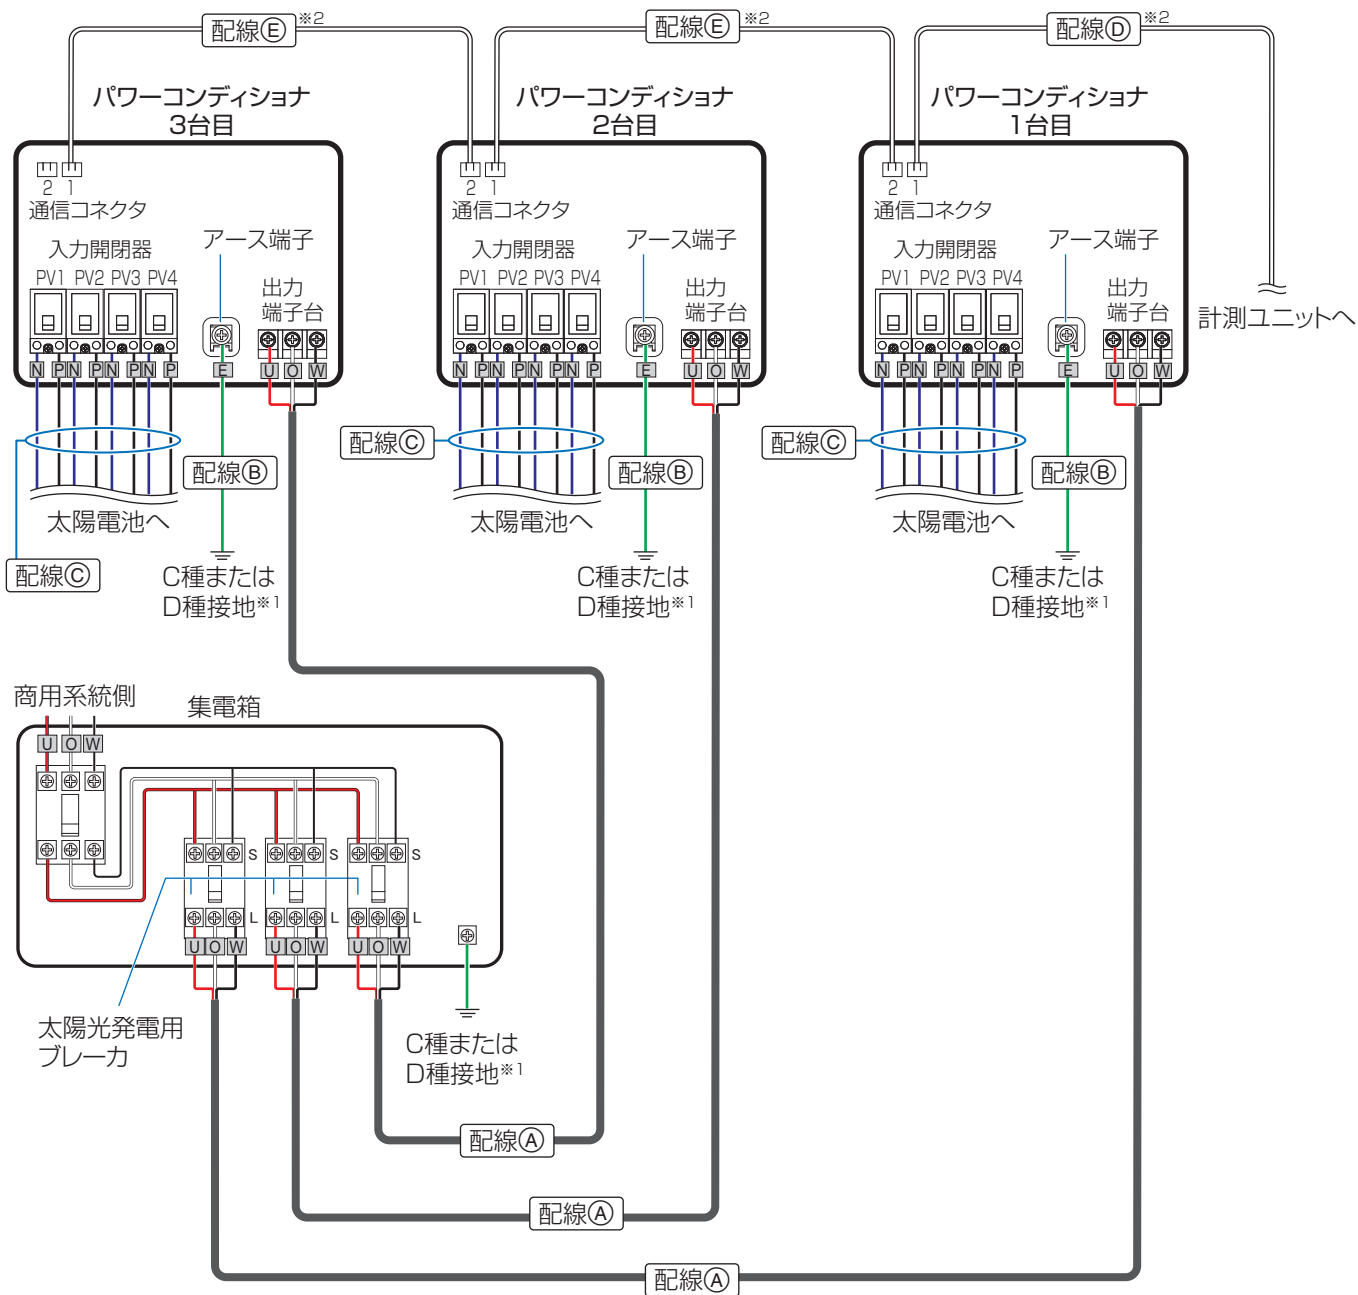 配線Ⓔ※2
配線Ⓔ※2
配線Ⓓ※2
パワーコンディショナ
3台目
パワーコンディショナ
2台目
パワーコンディショナ
1台目
2 1
通信コネクタ
2 1
通信コネクタ
2 1
通信コネクタ
入力開閉器
アース端子
PV1 PV2 PV3 PV4
出力
端子台
N P N P N P N P
E
U O W
入力開閉器
アース端子
PV1 PV2 PV3 PV4
出力
端子台
N P N P N P N P
E
U O W
入力開閉器
アース端子
PV1 PV2 PV3 PV4
出力
端子台
N P N P N P N P
E
U O W
計測ユニットへ
配線Ⓒ
配線Ⓑ
太陽電池へ
C種または
D種接地※1
配線Ⓒ
配線Ⓑ
太陽電池へ
C種または
D種接地※1
配線Ⓒ
配線Ⓑ
太陽電池へ
C種または
D種接地※1
商用系統側
集電箱
U O W
S
S
S
L
L
L
U O W
U O W
U O W
太陽光発電用
ブレーカ
C種または
D種接地※1
配線Ⓐ
配線Ⓐ
配線Ⓐ